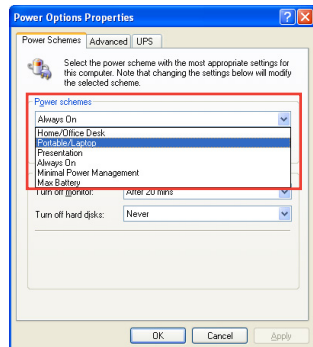 Power Options Properties
Power Schemes Advanced UPS
Select the power scheme with the most appropriate settings for
this computer. Note that changing the settings below will modify
the selected scheme.
Power schemes
Always On
Home/Office Desk
Portable/Laptop
Presentation
Always On
Minimal Power Management
Max Battery
Turn off monitor: After 20 mins
Turn off hard disks: Never
OK Cancel Apply